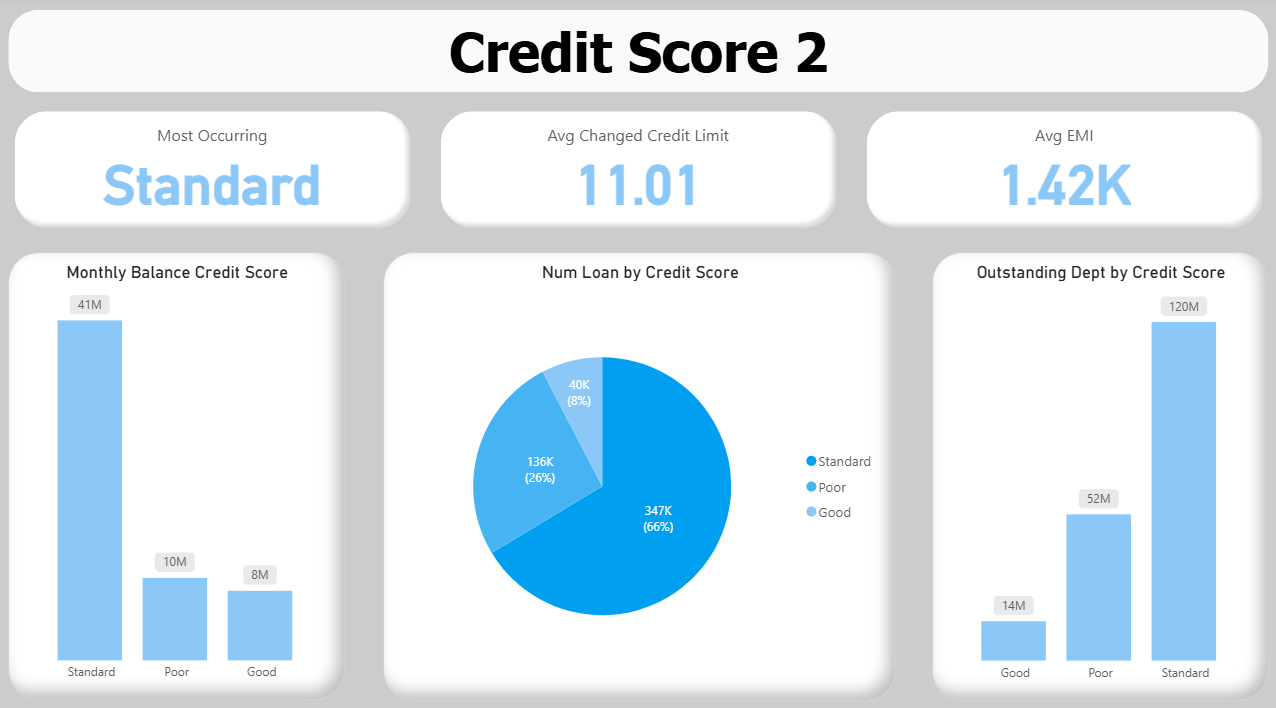 Credit Score 2
Most Occurring
Standard
Avg Changed Credit Limit
11.01
Avg EMI
1.42K
Monthly Balance Credit Score
41M
10M
8M
Standard
Poor
Good
Num Loan by Credit Score
40K
(8%)
136K
(26%)
347K
(66%)
Standard
Poor
Good
Outstanding Dept by Credit Score
120M
52M
14M
Good
Poor
Standard